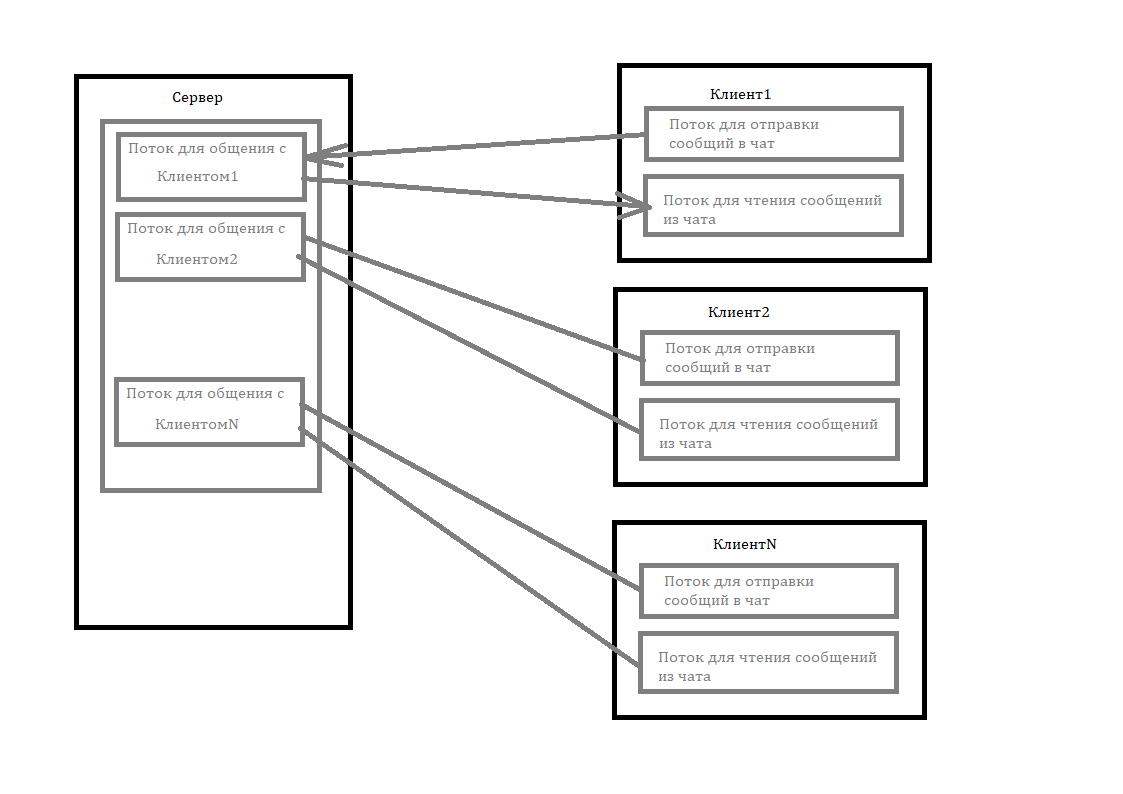 Сервер
Поток для общения с
Клиентом1
Поток для общения с
Клиентом2
Поток для общения с
КлиентомN
Клиент1
Поток для отправки
сообщий в чат
Поток для чтения сообщений
из чата
Клиент2
Поток для отправки
сообщий в чат
Поток для чтения сообщений
из чата
КлиентN
Поток для отправки
сообщий в чат
Поток для чтения сообщений
из чата